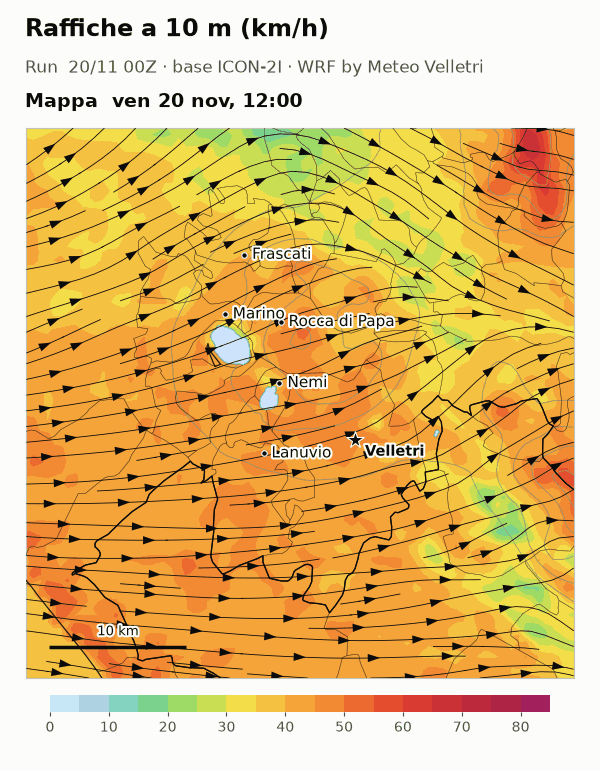 Raffiche a 10 m (km/h)
Run 20/11 00Z · base ICON-2I · WRF by Meteo Velletri
Mappa ven 20 nov, 12:00
Frascati
Marino
Rocca di Papa
Nemi
Velletri
Lanuvio
10 km
0 10 20 30 40 50 60 70 80